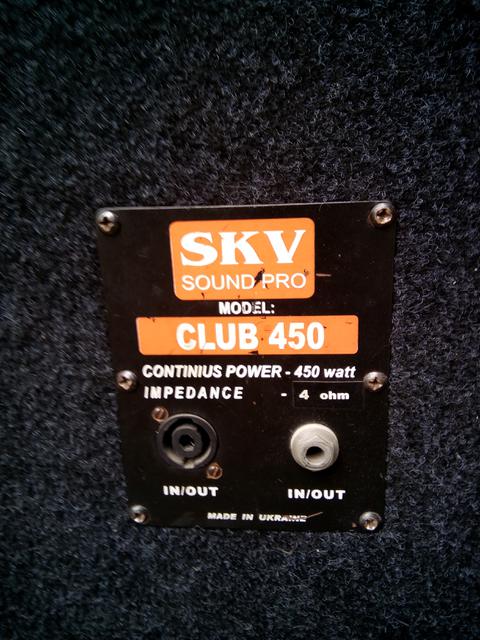 SKV
SOUND PRO
MODEL:
CLUB 450
CONTINIUS POWER - 450 watt
IMPEDANCE - 4 ohm
IN/OUT
IN/OUT
MADE IN UKRAINE